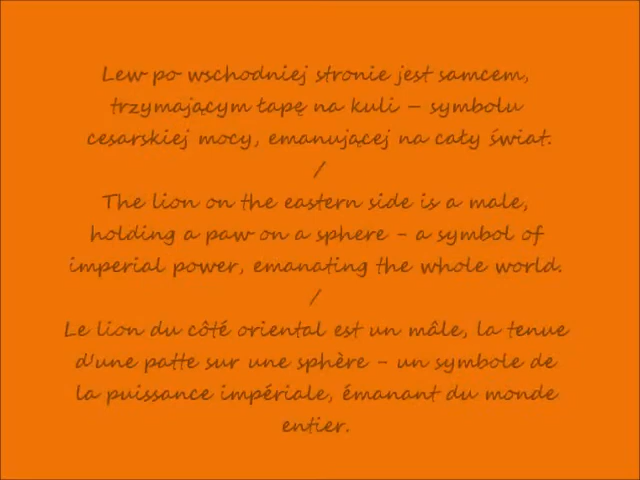 Lew po wschodniej stronie jest samcem,
trzymającym łapę na kuli – symbolu
cesarskiej mocy, emanującej na cały świat.
/
The lion on the eastern side is a male,
holding a paw on a sphere - a symbol of
imperial power, emanating the whole world.
/
Le lion du côté oriental est un mâle, la tenue
d'une patte sur une sphère - un symbole de
la puissance impériale, émanant du monde
entier.